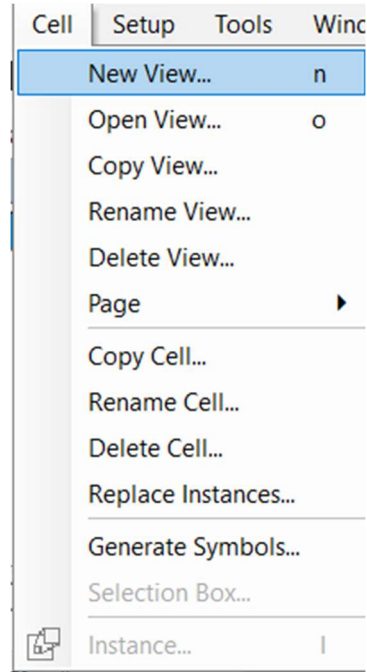 Cell Setup Tools Winc
New View... n
Open View... o
Copy View...
Rename View...
Delete View...
Page
Copy Cell...
Rename Cell...
Delete Cell...
Replace Instances...
Generate Symbols...
Selection Box...
Instance... I